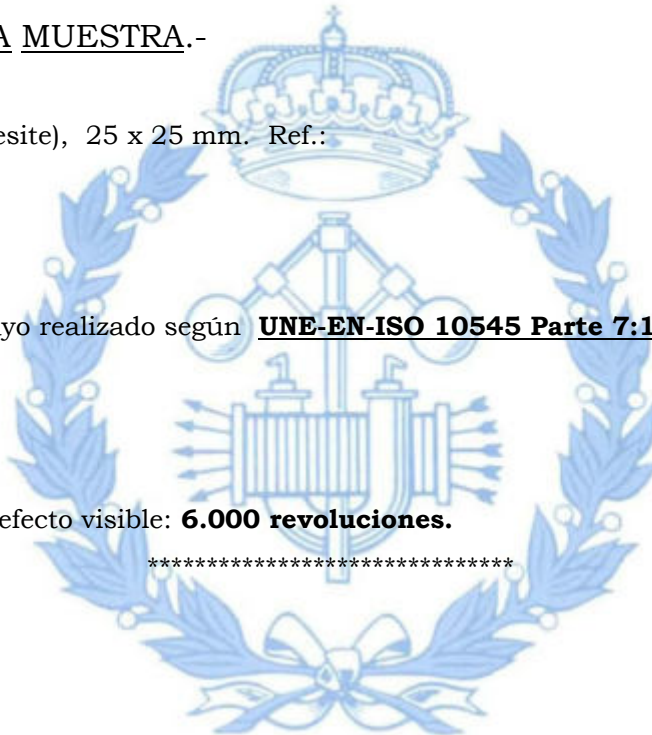 A MUESTRA.-
esite), 25 x 25 mm. Ref.:
yo realizado según UNE-EN-ISO 10545 Parte 7:1
efecto visible: 6.000 revoluciones.
*******************************